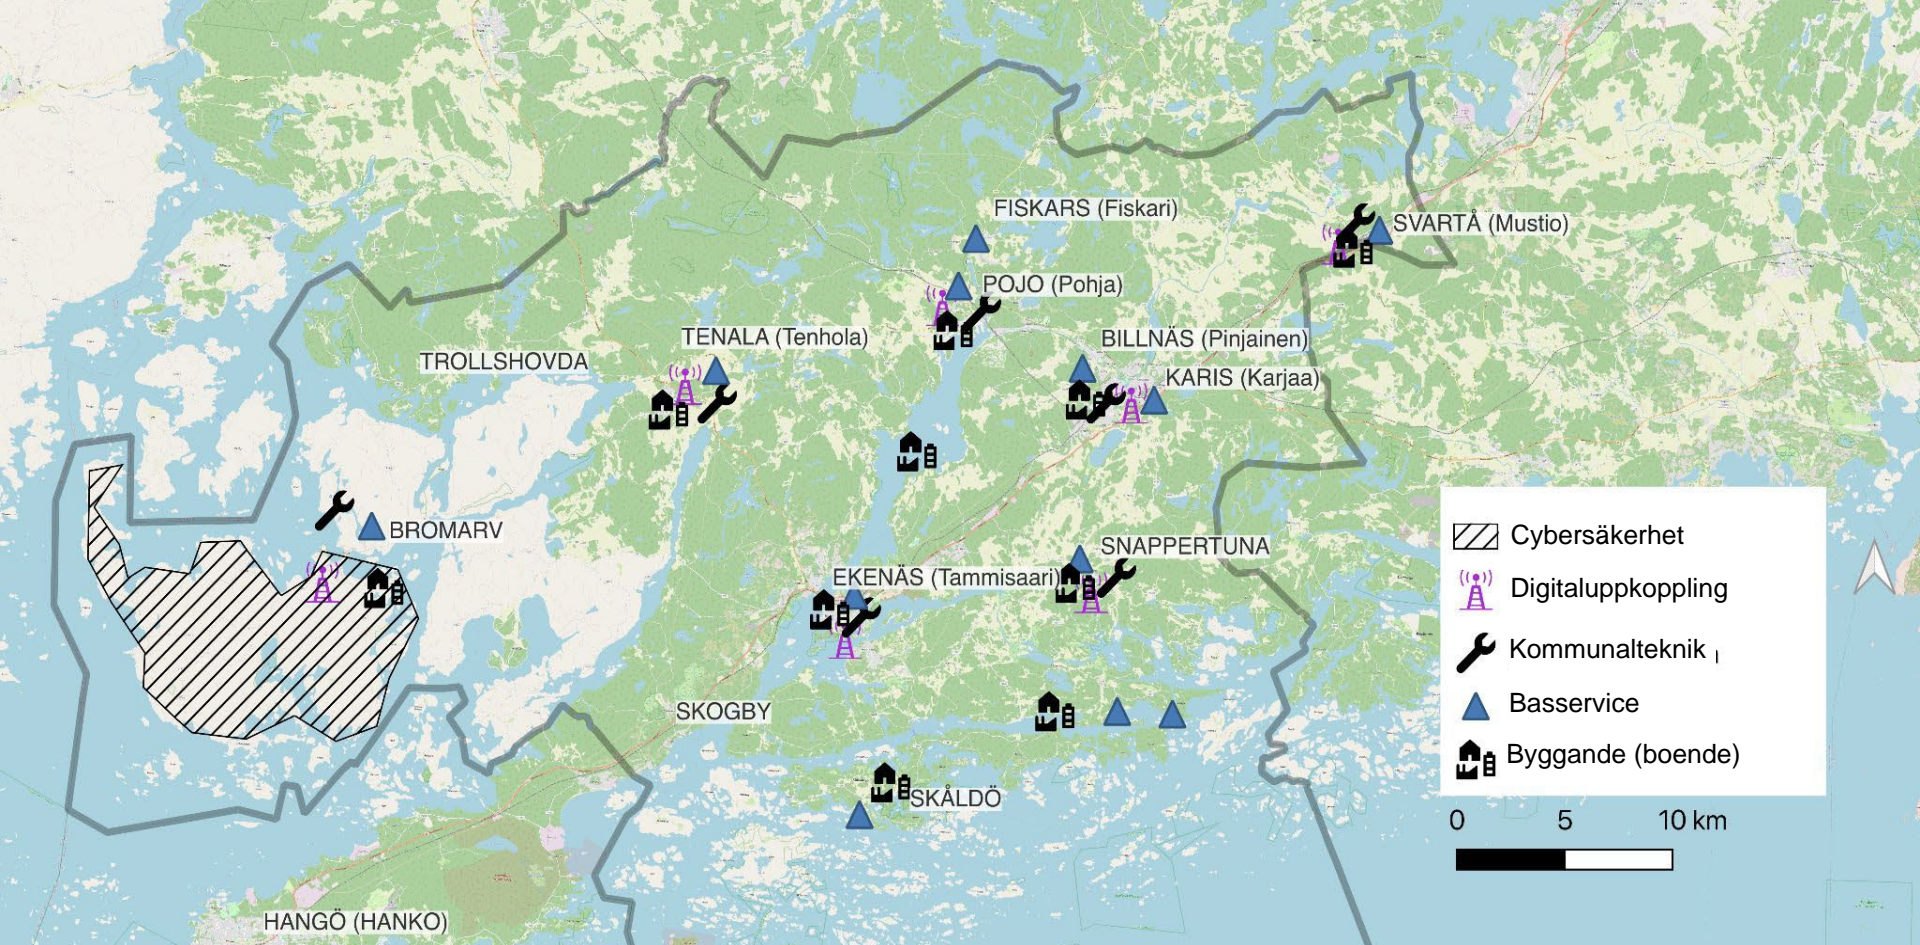 FISKARS (Fiskari)
SVARTÅ (Mustio)
POJO (Pohja)
TENALA (Tenhola)
BILLNÄS (Pinjainen)
TROLLSHOVDA
KARIS (Karjaa)
BROMARV
SNAPPERTUNA
EKENÄS (Tammisaari)
SKOGBY
SKÅLDÖ
HANGÖ (HANKO)
Cybersäkerhet
Digitaluppkoppling
Kommunalteknik
Basservice
Byggande (boende)
0 5 10 km